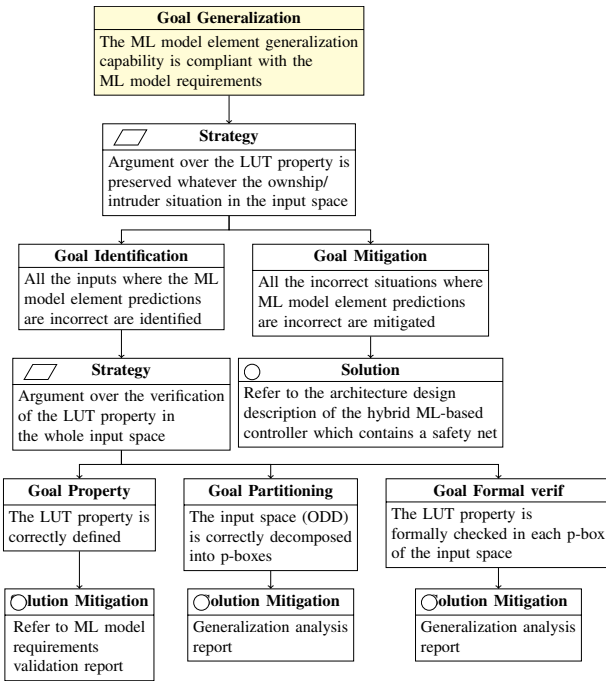 Goal Generalization
The ML model element generalization
capability is compliant with the
ML model requirements
Strategy
Argument over the LUT property is
preserved whatever the ownship/
intruder situation in the input space
Goal Identification
All the inputs where the ML
model element predictions
are incorrect are identified
Goal Mitigation
All the incorrect situations where
ML model element predictions
are incorrect are mitigated
Strategy
Argument over the verification
of the LUT property in
the whole input space
Solution
Refer to the architecture design
description of the hybrid ML-based
controller which contains a safety net
Goal Property
The LUT property is
correctly defined
Goal Partitioning
The input space (ODD)
is correctly decomposed
into p-boxes
Goal Formal verif
The LUT property is
formally checked in each p-box
of the input space
Solution Mitigation
Refer to ML model
requirements
validation report
Solution Mitigation
Generalization analysis
report
Solution Mitigation
Generalization analysis
report